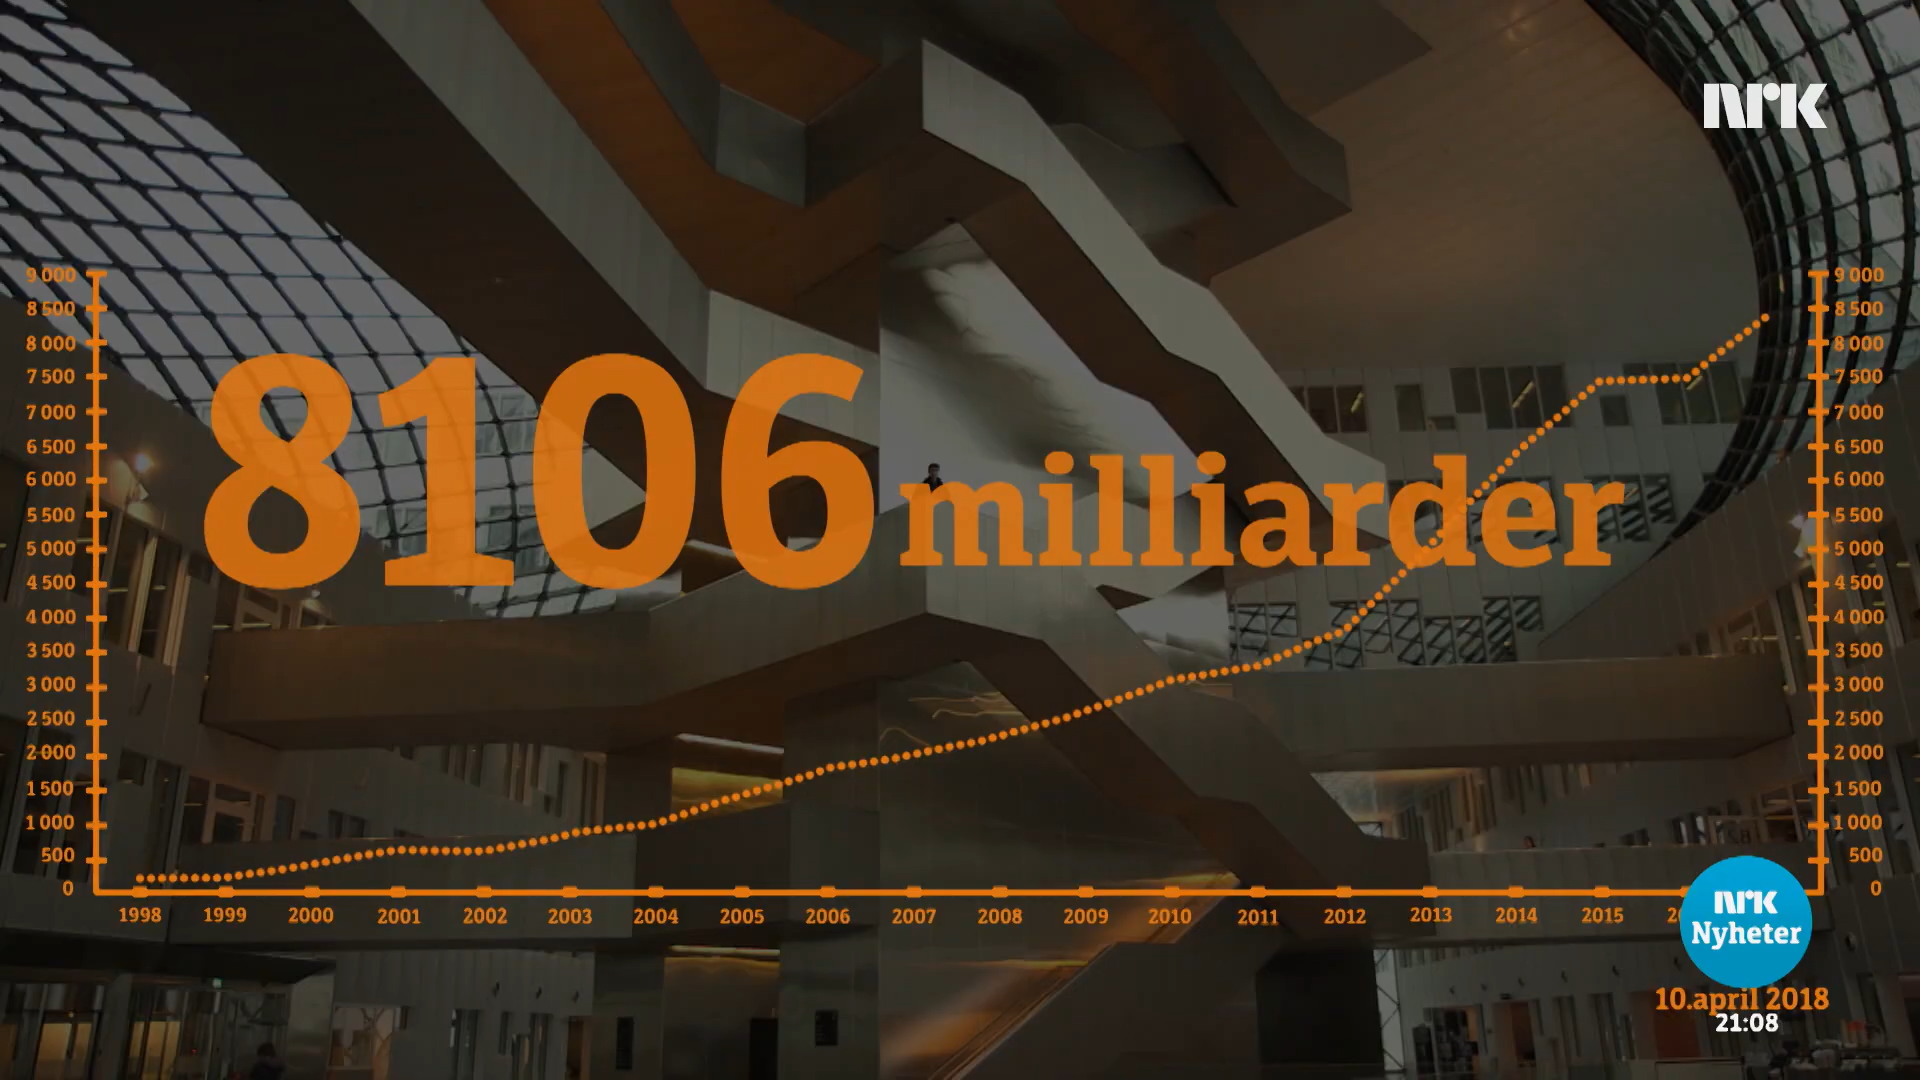 NRK
9 000 9 000
8 500 8 500
8 000 8 000
7 500 7 500
7 000 7 000
6 500 6 500
6 000 6 000
5 500 5 500
5 000 5 000
4 500 4 500
4 000 4 000
3 500 3 500
3 000 3 000
2 500 2 500
2 000 2 000
1 500 1 500
1 000 1 000
500 500
0 0
8106 milliarder
1998 1999 2000 2001 2002 2003 2004 2005 2006 2007 2008 2009 2010 2011 2012 2013 2014 2015
NRK
Nyheter
10.april 2018
21:08